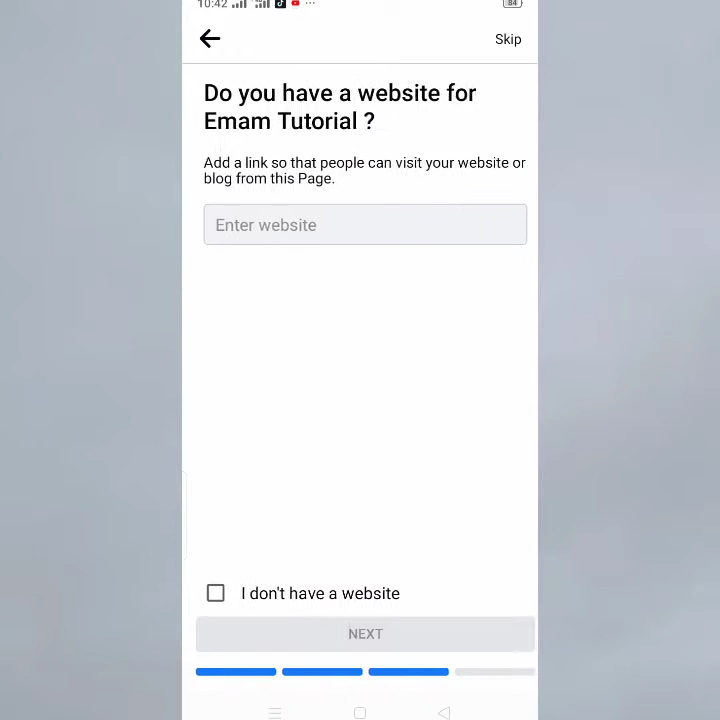 10:42
84
Skip
Do you have a website for
Emam Tutorial ?
Add a link so that people can visit your website or
blog from this Page.
Enter website
I don't have a website
NEXT